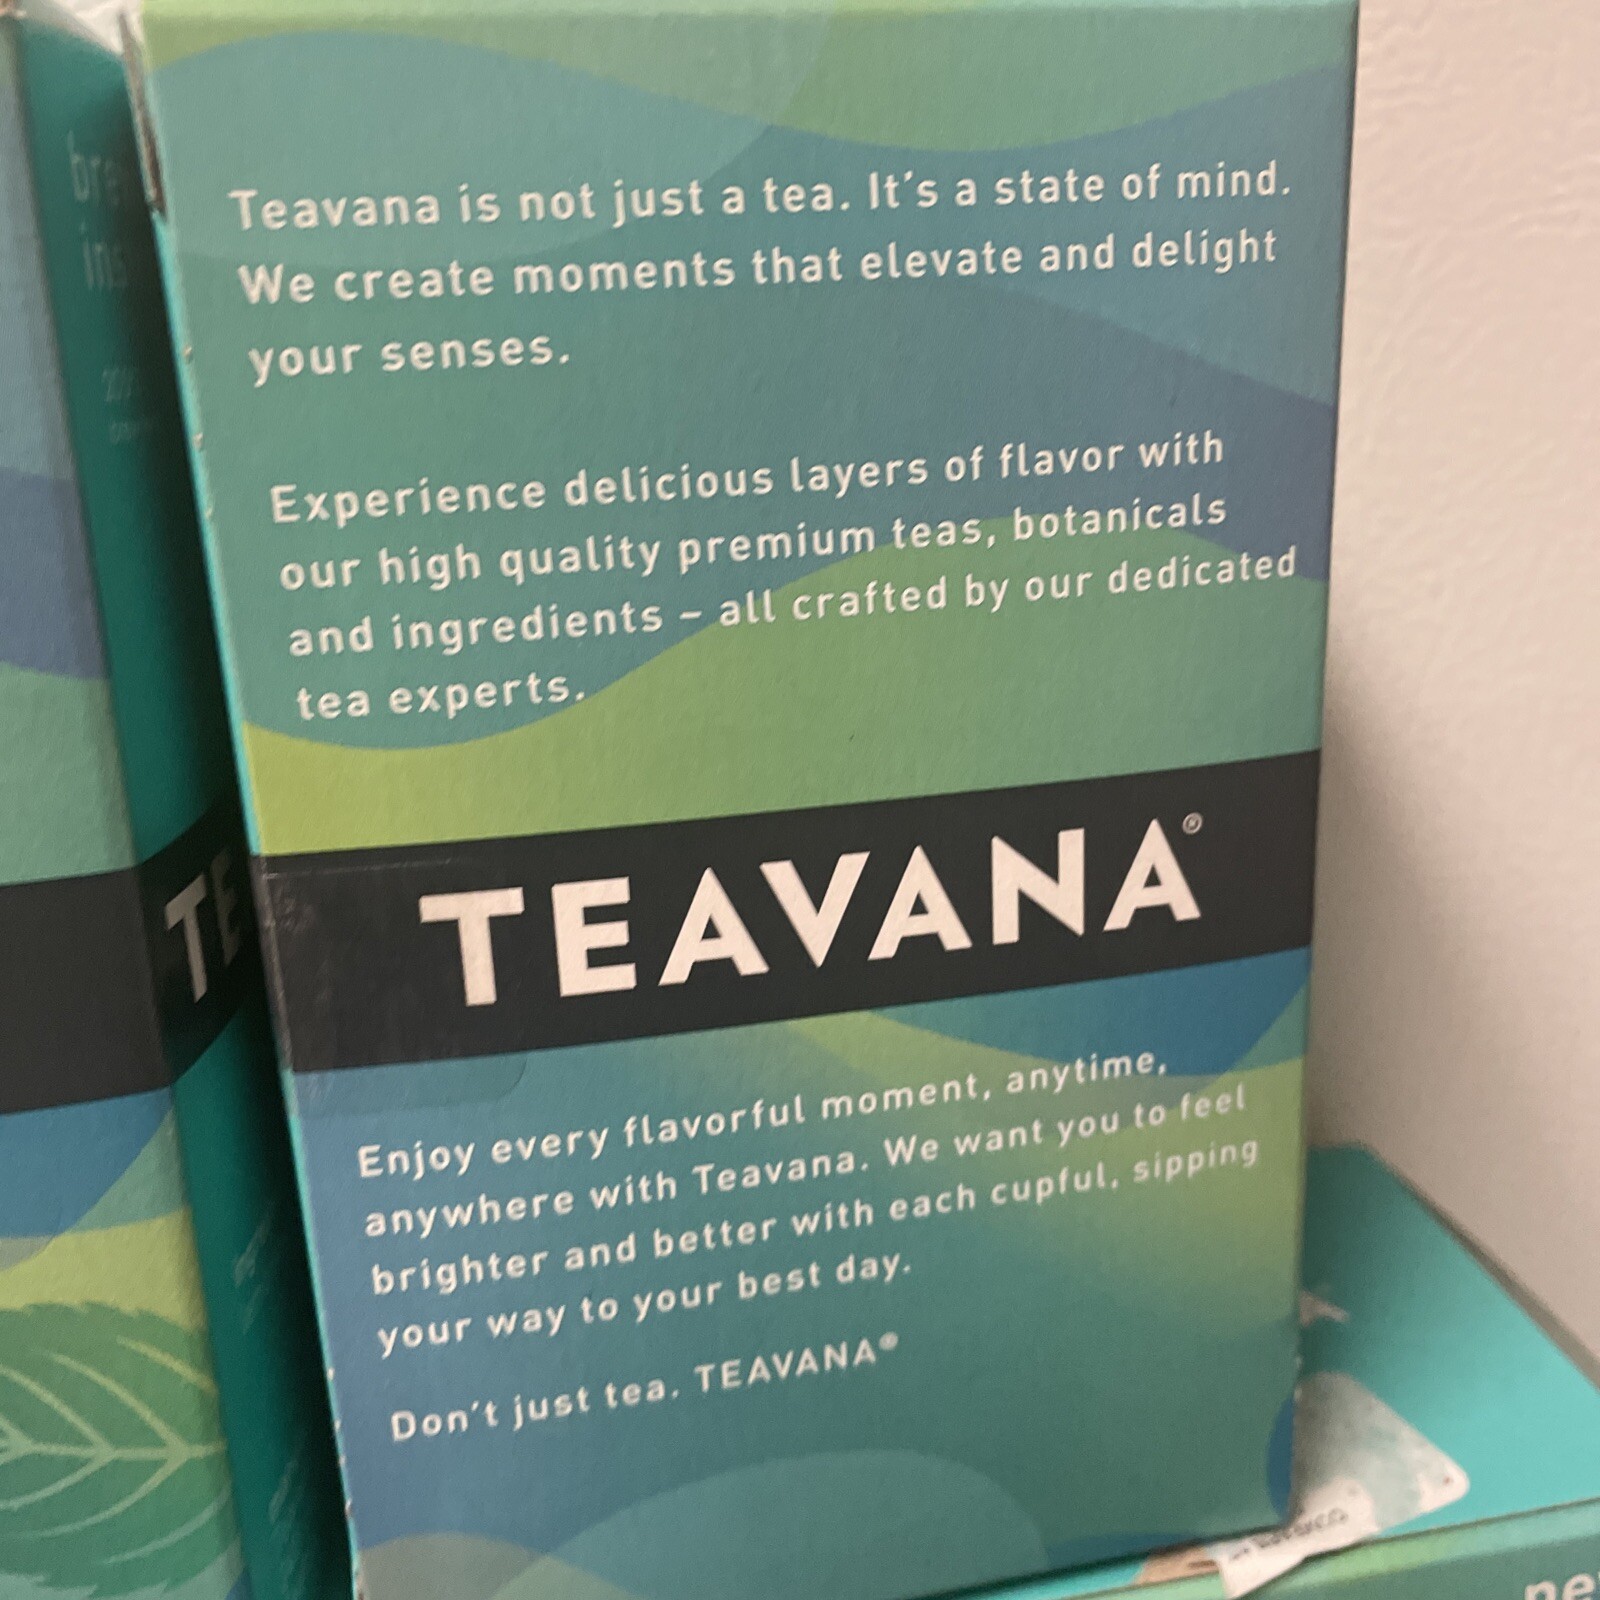 Teavana is not just a tea. It's a state of mind.
We create moments that elevate and delight
your senses.
Experience delicious layers of flavor with
our high quality premium teas, botanicals
and ingredients – all crafted by our dedicated
tea experts.
TEAVANA®
Enjoy every flavorful moment, anytime,
anywhere with Teavana. We want you to feel
brighter and better with each cupful, sipping
your way to your best day.
Don't just tea. TEAVANA®
bre
ins
TE